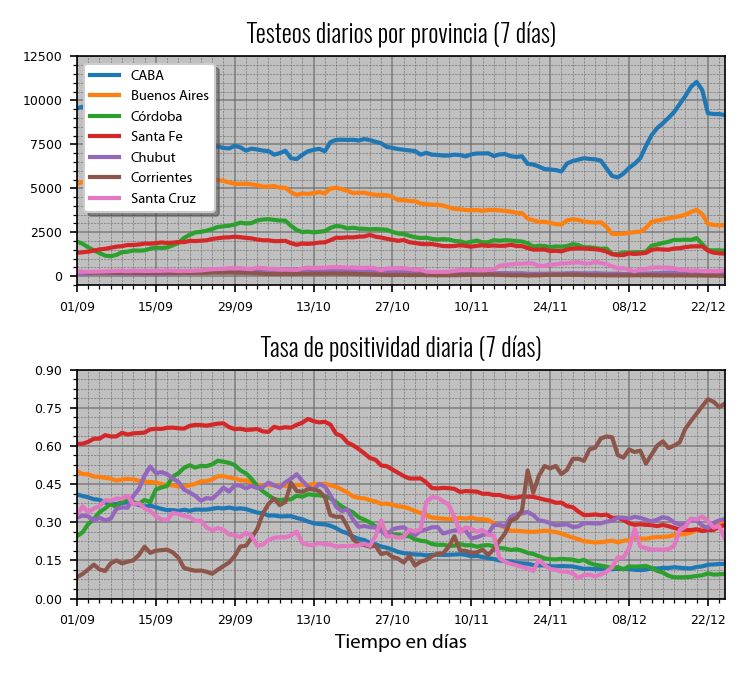 Testeos diarios por provincia (7 días)
12500
10000
7500
5000
2500
0
CABA
Buenos Aires
Córdoba
Santa Fe
Chubut
Corrientes
Santa Cruz
01/09 15/09 29/09 13/10 27/10 10/11 24/11 08/12 22/12
Tasa de positividad diaria (7 días)
0.90
0.75
0.60
0.45
0.30
0.15
0.00
01/09 15/09 29/09 13/10 27/10 10/11 24/11 08/12 22/12
Tiempo en días